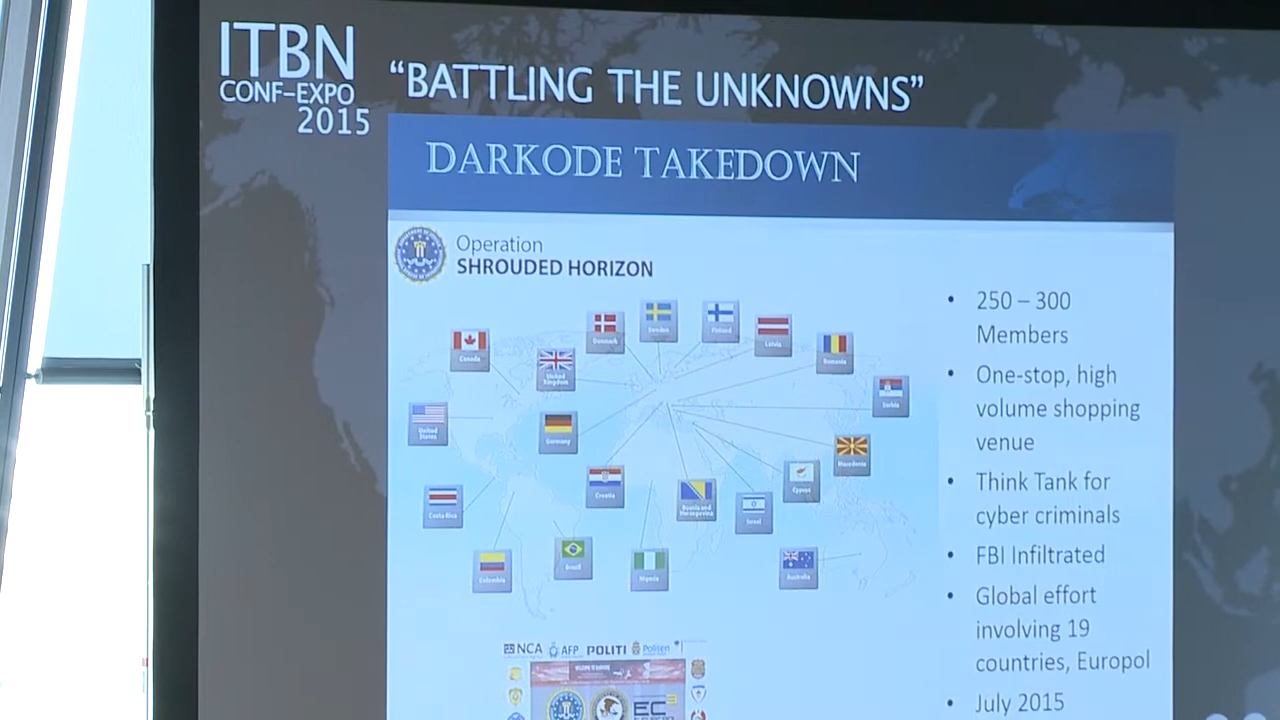 ITBN
CONF-EXPO
2015
“BATTLING THE UNKNOWNS”
DARKODE TAKEDOWN
Operation
SHROUDED HORIZON
Canada
United Kingdom
Denmark
Sweden
Finland
Latvia
Romania
Serbia
United States
Germany
Macedonia
Croatia
Cyprus
Costa Rica
Bosnia and Herzegovina
Israel
Colombia
Brazil
Nigeria
Australia
• 250 – 300
Members
• One-stop, high
volume shopping
venue
• Think Tank for
cyber criminals
• FBI Infiltrated
• Global effort
involving 19
countries, Europol
• July 2015
NCA AFP POLITI Politiet
EC3